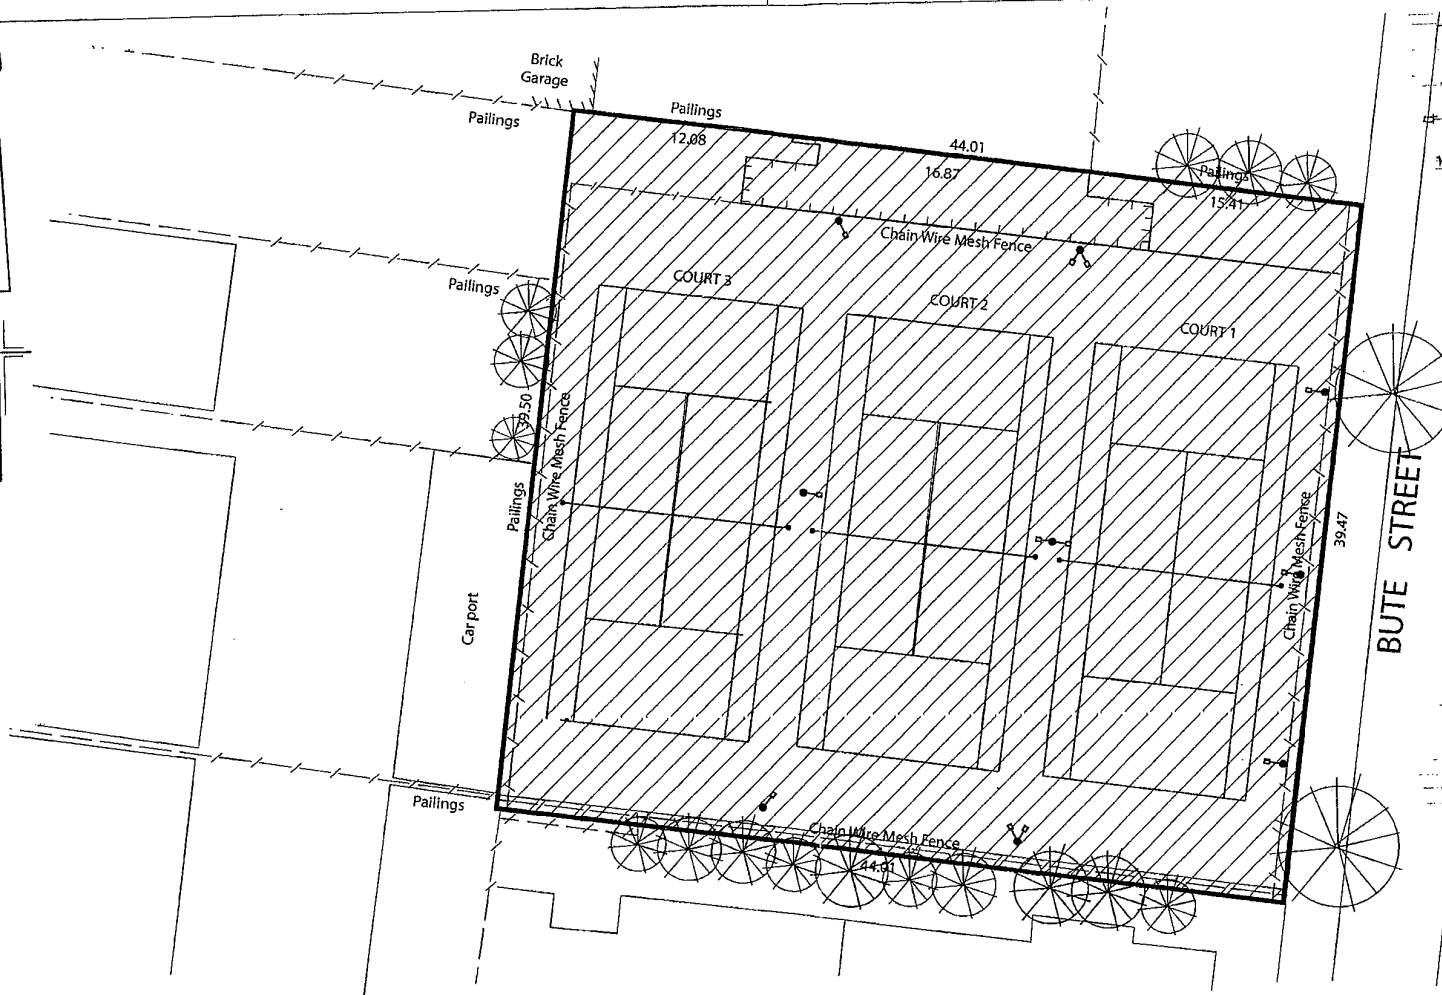 Brick
Garage
Pailings
Pailings
12.08
44.01
16.87
Pailings
15.41
Chain Wire Mesh Fence
Pailings
COURT 3
COURT 2
COURT 1
39.50
Chain Wire Mesh Fence
Pailings
Car port
Chain Wire Mesh Fence
39.47
BUTE STREET
Pailings
Chain Wire Mesh Fence
44.01